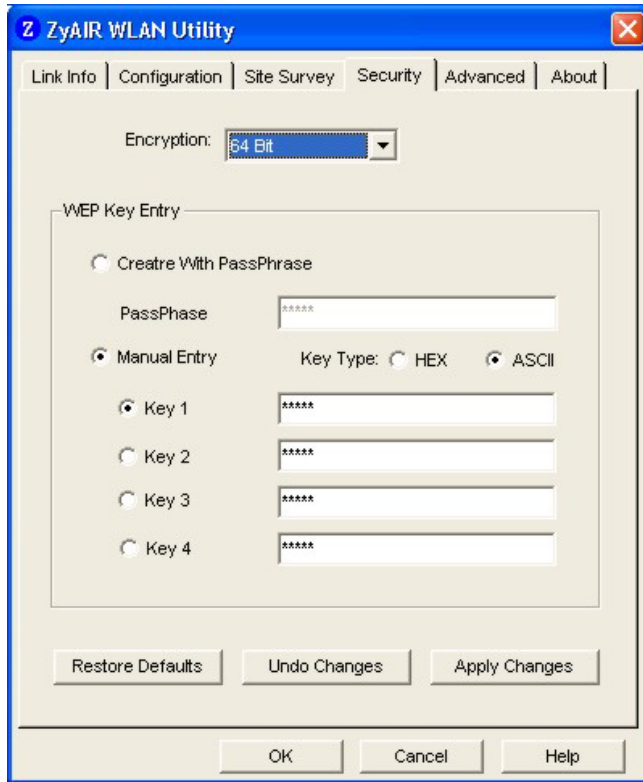 Z ZyAIR WLAN Utility
Link Info Configuration Site Survey Security Advanced About
Encryption: 64 Bit
WEP Key Entry
Creatre With PassPhrase
PassPhase *****
Manual Entry Key Type: HEX ASCII
Key 1 *****
Key 2 *****
Key 3 *****
Key 4 *****
Restore Defaults Undo Changes Apply Changes
OK Cancel Help